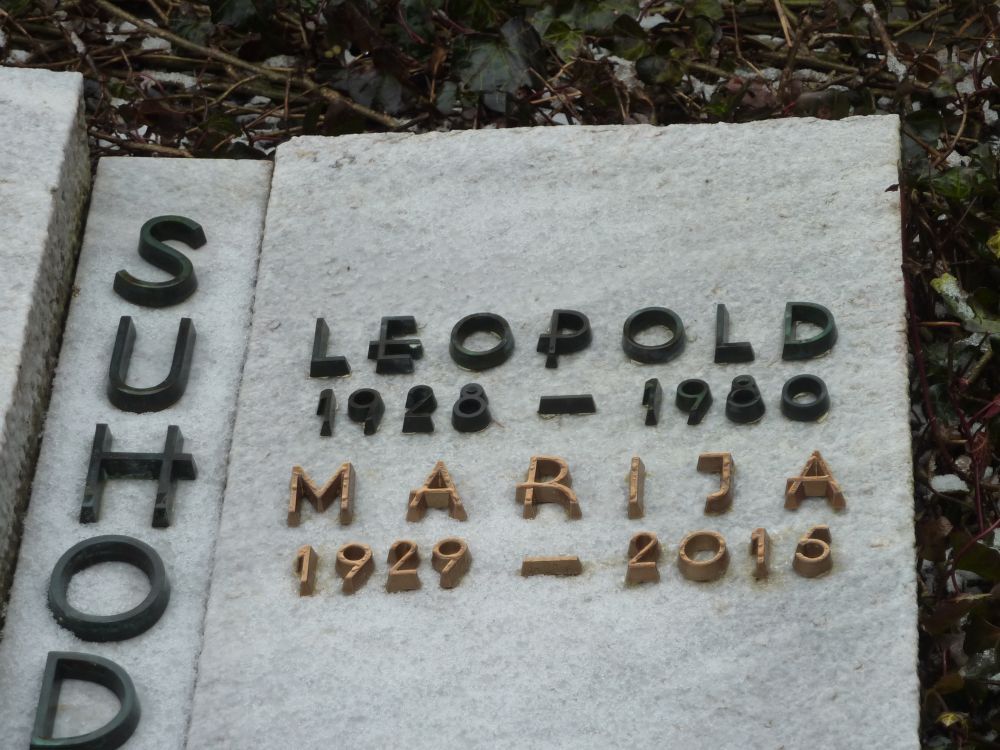 SUHOD
LEOPOLD
1928 – 1980
MARIJA
1929 – 2015